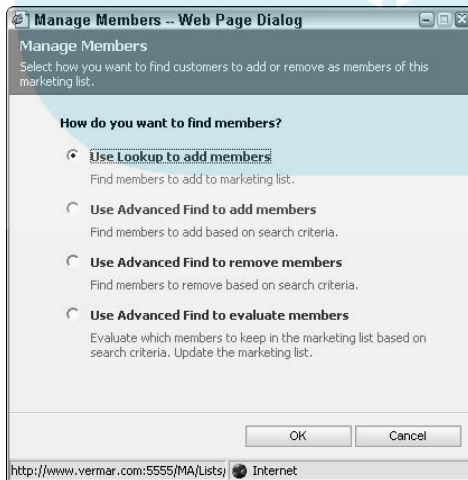 Manage Members -- Web Page Dialog
Manage Members
Select how you want to find customers to add or remove as members of this
marketing list.
How do you want to find members?
Use Lookup to add members
Find members to add to marketing list.
Use Advanced Find to add members
Find members to add based on search criteria.
Use Advanced Find to remove members
Find members to remove based on search criteria.
Use Advanced Find to evaluate members
Evaluate which members to keep in the marketing list based on
search criteria. Update the marketing list.
OK Cancel
http://www.vermar.com:5555/MA/Lists/ Internet